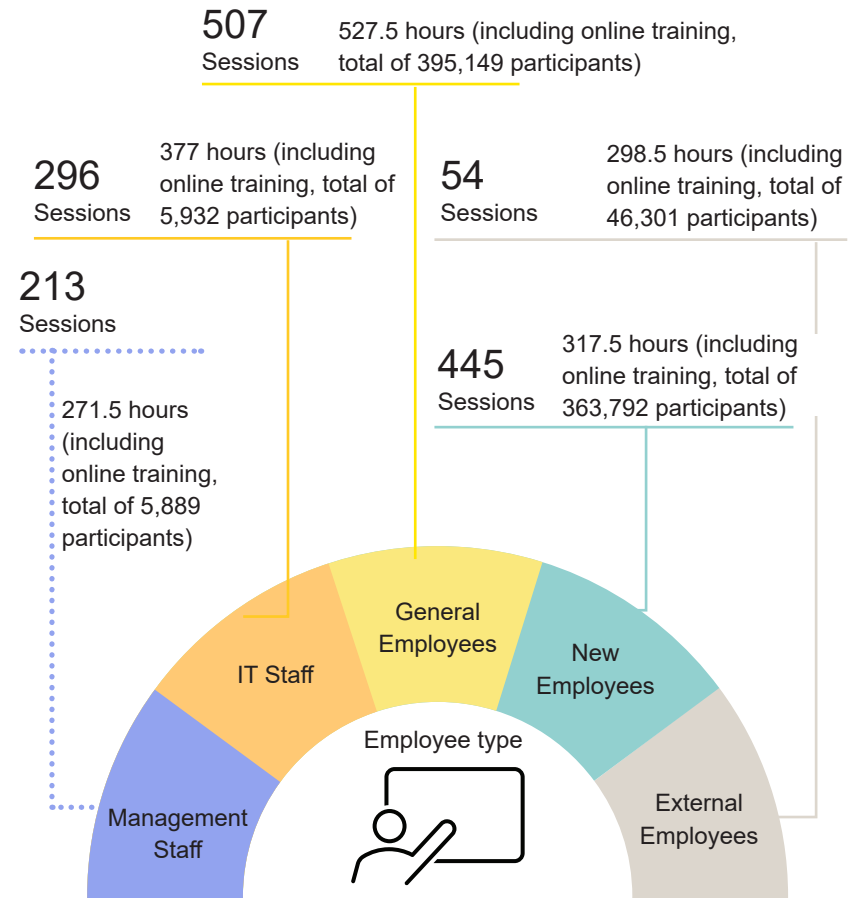 507
Sessions
527.5 hours (including online training,
total of 395,149 participants)
296
Sessions
377 hours (including
online training, total of
5,932 participants)
54
Sessions
298.5 hours (including
online training, total of
46,301 participants)
213
Sessions
271.5 hours
(including
online training,
total of 5,889
participants)
445
Sessions
317.5 hours (including
online training, total of
363,792 participants)
General
Employees
IT Staff
New
Employees
Employee type
Management
Staff
External
Employees